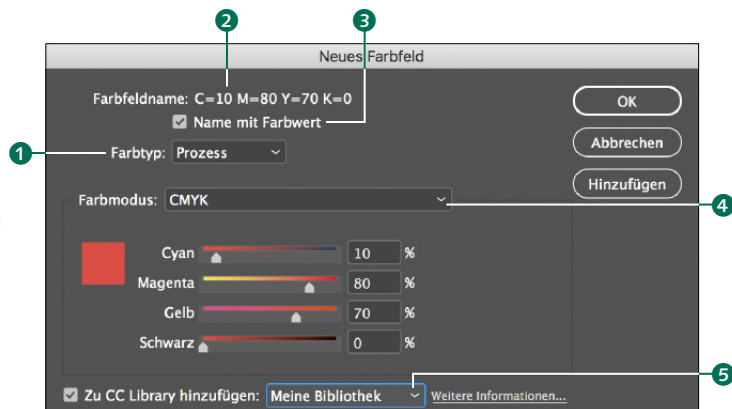 2 3
Neues Farbfeld
Farbfeldname: C=10 M=80 Y=70 K=0
OK
Name mit Farbwert
1
Farbtyp: Prozess
Abbrechen
Hinzufügen
Farbmodus: CMYK
4
Cyan 10 %
Magenta 80 %
Gelb 70 %
Schwarz 0 %
5
Zu CC Library hinzufügen: Meine Bibliothek Weitere Informationen...